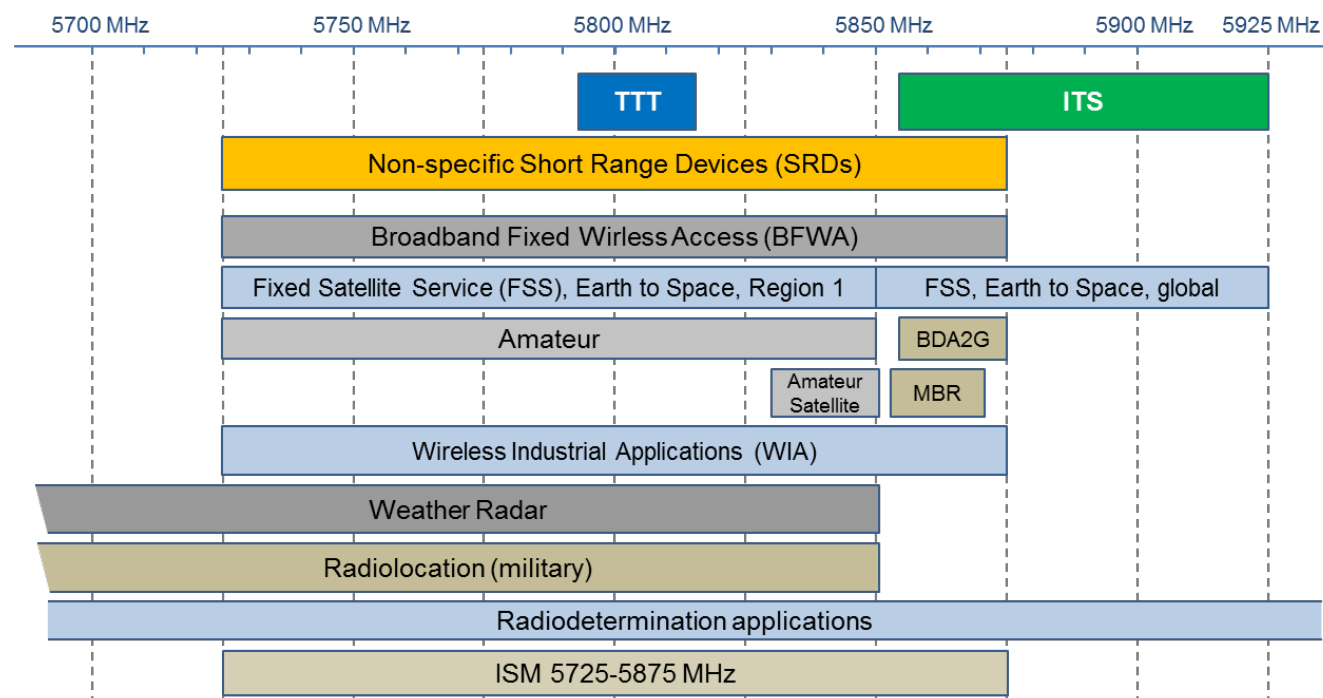 5700 MHz 5750 MHz 5800 MHz 5850 MHz 5900 MHz 5925 MHz
TTT ITS
Non-specific Short Range Devices (SRDs)
Broadband Fixed Wirless Access (BFWA)
Fixed Satellite Service (FSS), Earth to Space, Region 1 FSS, Earth to Space, global
Amateur BDA2G
Amateur
Satellite
MBR
Wireless Industrial Applications (WIA)
Weather Radar
Radiolocation (military)
Radiodetermination applications
ISM 5725-5875 MHz